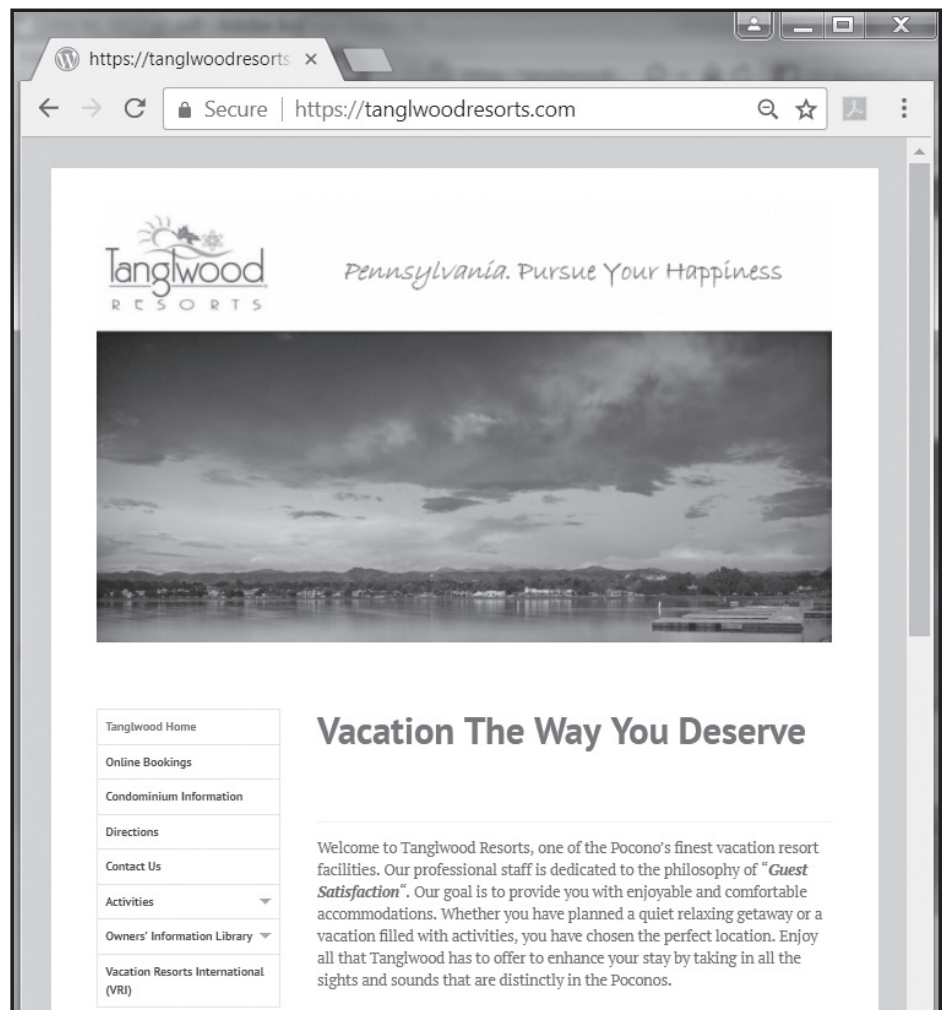 https://tanglwoodresorts
Secure | https://tanglwoodresorts.com
Tanglwood
RESORTS
Pennsylvania. Pursue Your Happiness
Tanglwood Home
Online Bookings
Condominium Information
Directions
Contact Us
Activities
Owners' Information Library
Vacation Resorts International
(VRI)
Vacation The Way You Deserve
Welcome to Tanglwood Resorts, one of the Pocono's finest vacation resort
facilities. Our professional staff is dedicated to the philosophy of "Guest
Satisfaction". Our goal is to provide you with enjoyable and comfortable
accommodations. Whether you have planned a quiet relaxing getaway or a
vacation filled with activities, you have chosen the perfect location. Enjoy
all that Tanglwood has to offer to enhance your stay by taking in all the
sights and sounds that are distinctly in the Poconos.